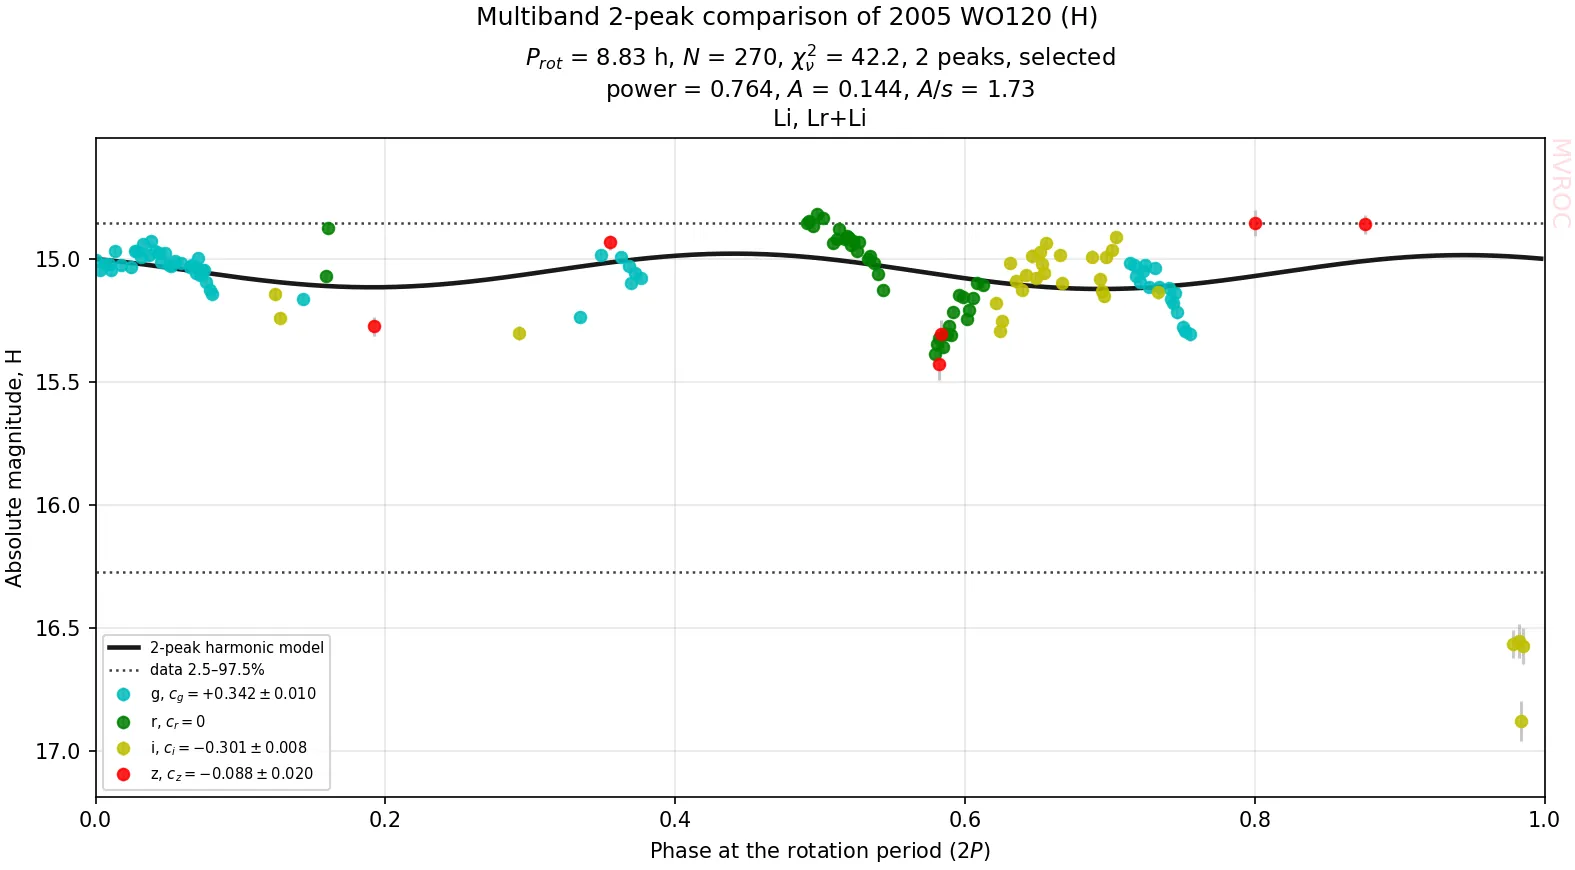 Multiband 2-peak comparison of 2005 WO120 (H)
P_rot = 8.83 h, N = 270, χ²_ν = 42.2, 2 peaks, selected
power = 0.764, A = 0.144, A/s = 1.73
Li, Lr+Li
MVROC
Absolute magnitude, H
15.0
15.5
16.0
16.5
17.0
2-peak harmonic model
data 2.5–97.5%
g, c_g = +0.342 ± 0.010
r, c_r = 0
i, c_i = −0.301 ± 0.008
z, c_z = −0.088 ± 0.020
0.0 0.2 0.4 0.6 0.8 1.0
Phase at the rotation period (2P)